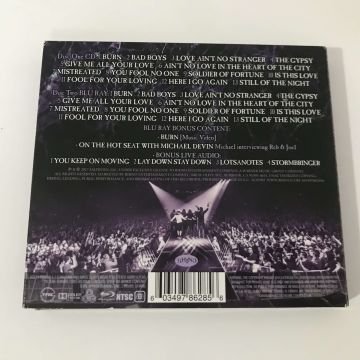 Disc One CD: 1 BURN 2 BAD BOYS 3 LOVE AIN'T NO STRANGER 4 THE GYPSY
5 GIVE ME ALL YOUR LOVE 6 AIN'T NO LOVE IN THE HEART OF THE CITY
7 MISTREATED 8 YOU FOOL NO ONE 9 SOLDIER OF FORTUNE 10 IS THIS LOVE
11 FOOL FOR YOUR LOVING 12 HERE I GO AGAIN 13 STILL OF THE NIGHT
Disc Two BLU RAY: 1 BURN 2 BAD BOYS 3 LOVE AIN'T NO STRANGER 4 THE GYPSY
5 GIVE ME ALL YOUR LOVE 6 AIN'T NO LOVE IN THE HEART OF THE CITY
7 MISTREATED 8 YOU FOOL NO ONE 9 SOLDIER OF FORTUNE 10 IS THIS LOVE
11 FOOL FOR YOUR LOVING 12 HERE I GO AGAIN 13 STILL OF THE NIGHT
BLU RAY BONUS CONTENT:
BURN [Music Video]
ON THE HOT SEAT WITH MICHAEL DEVIN Michael interviewing Reb & Joel
BONUS LIVE AUDIO:
1 YOU KEEP ON MOVING 2 LAY DOWN STAY DOWN 3 LOTSANOTES 4 STORMBRINGER
RHINO
NTSC
6 03497 86285 6